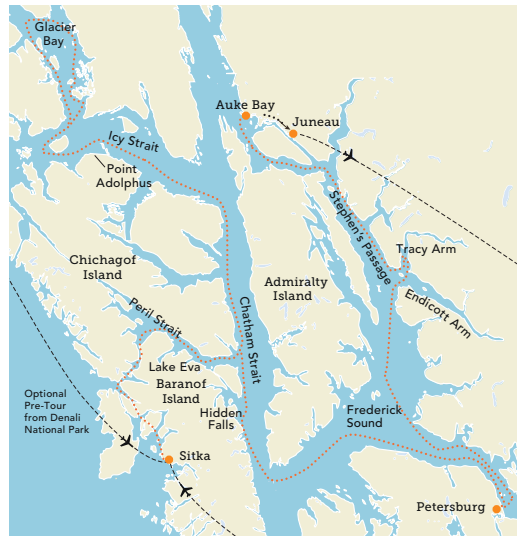 Glacier
Bay
Auke Bay
Juneau
Icy Strait
Point
Adolphus
Stephen's Passage
Tracy Arm
Chichagof
Island
Admiralty
Island
Endicott Arm
Peril Strait
Chatham Strait
Lake Eva
Baranof
Island
Optional
Pre-Tour
from Denali
National Park
Hidden
Falls
Frederick
Sound
Sitka
Petersburg